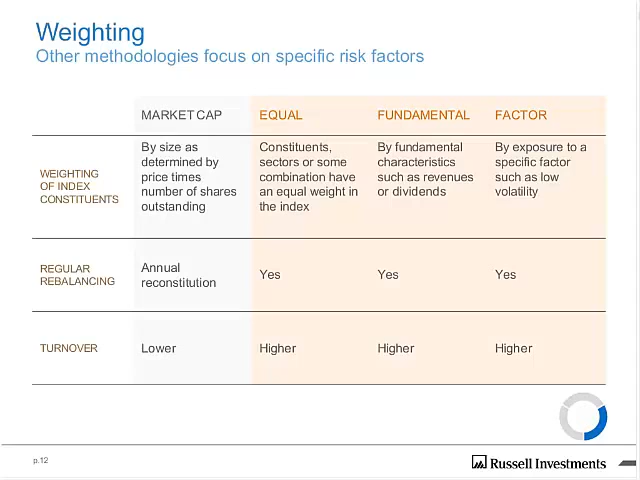 Weighting
Other methodologies focus on specific risk factors
MARKET CAP
EQUAL
FUNDAMENTAL
FACTOR
WEIGHTING
OF INDEX
CONSTITUENTS
By size as
determined by
price times
number of shares
outstanding
Constituents,
sectors or some
combination have
an equal weight in
the index
By fundamental
characteristics
such as revenues
or dividends
By exposure to a
specific factor
such as low
volatility
REGULAR
REBALANCING
Annual
reconstitution
Yes
Yes
Yes
TURNOVER
Lower
Higher
Higher
Higher
p.12
Russell Investments